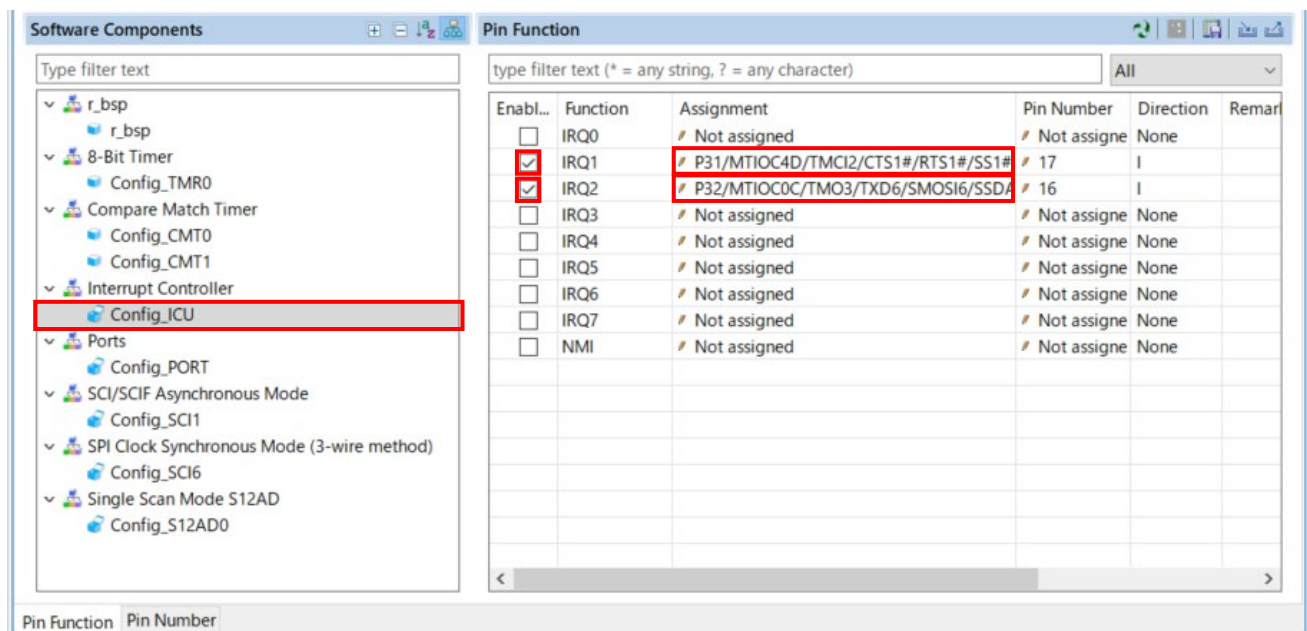 Software Components
Type filter text
r_bsp
r_bsp
8-Bit Timer
Config_TMR0
Compare Match Timer
Config_CMT0
Config_CMT1
Interrupt Controller
Config_ICU
Ports
Config_PORT
SCI/SCIF Asynchronous Mode
Config_SCI1
SPI Clock Synchronous Mode (3-wire method)
Config_SCI6
Single Scan Mode S12AD
Config_S12AD0
Pin Function
type filter text (* = any string, ? = any character) All
Enabl... Function Assignment Pin Number Direction Remarl
IRQ0 Not assigned Not assigne None
IRQ1 P31/MTIOC4D/TMCI2/CTS1#/RTS1#/SS1# 17 I
IRQ2 P32/MTIOC0C/TMO3/TXD6/SMOSI6/SSDA 16 I
IRQ3 Not assigned Not assigne None
IRQ4 Not assigned Not assigne None
IRQ5 Not assigned Not assigne None
IRQ6 Not assigned Not assigne None
IRQ7 Not assigned Not assigne None
NMI Not assigned Not assigne None
Pin Function Pin Number